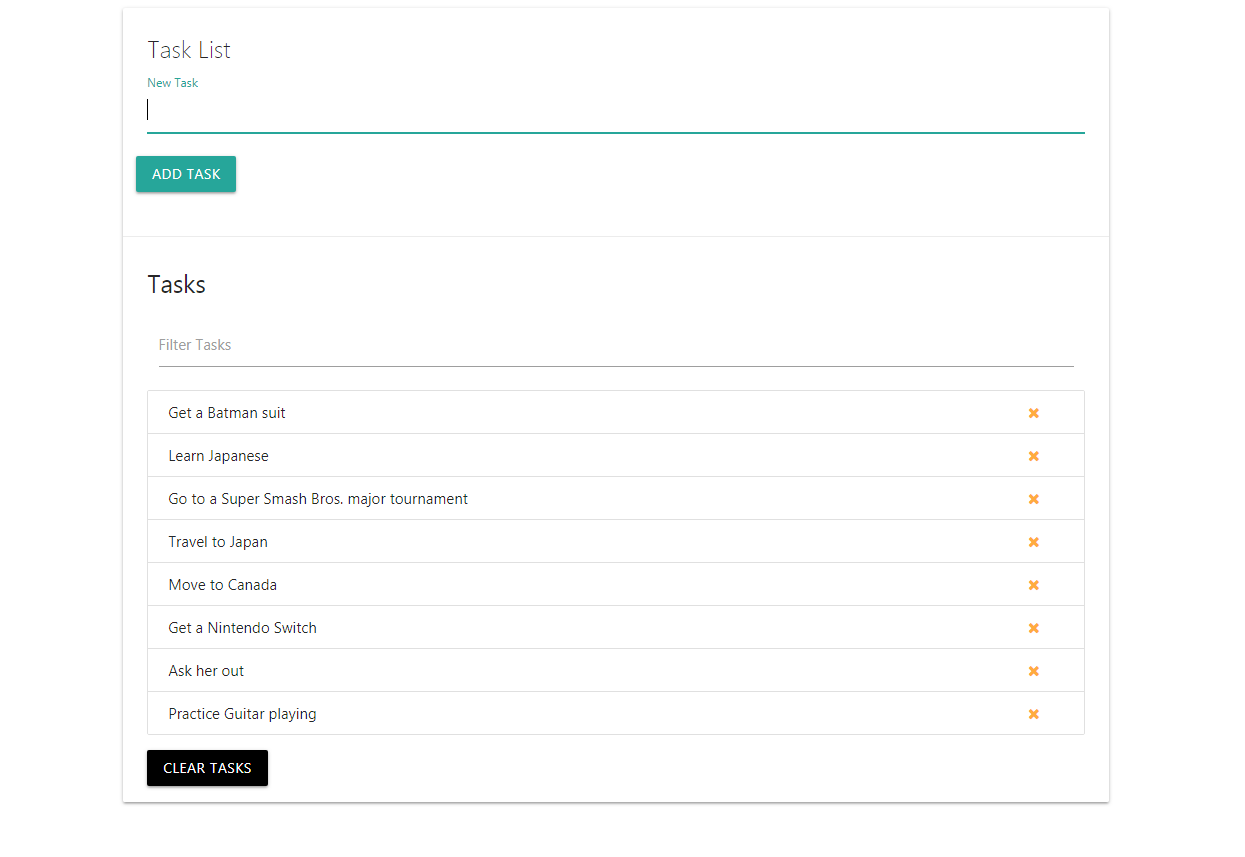 Task List
New Task
ADD TASK
Tasks
Filter Tasks
Get a Batman suit
Learn Japanese
Go to a Super Smash Bros. major tournament
Travel to Japan
Move to Canada
Get a Nintendo Switch
Ask her out
Practice Guitar playing
CLEAR TASKS